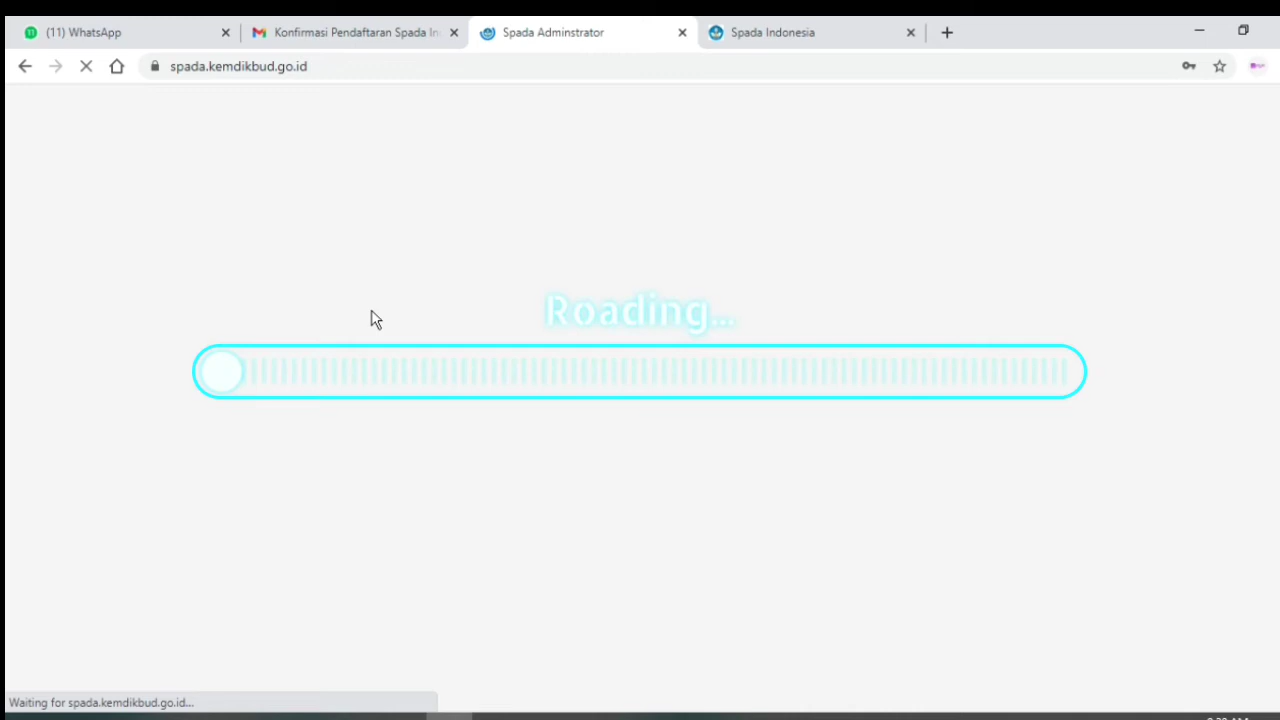 (11) WhatsApp
Konfirmasi Pendaftaran Spada In
Spada Adminstrator
Spada Indonesia
spada.kemdikbud.go.id
Roading...
Waiting for spada.kemdikbud.go.id...